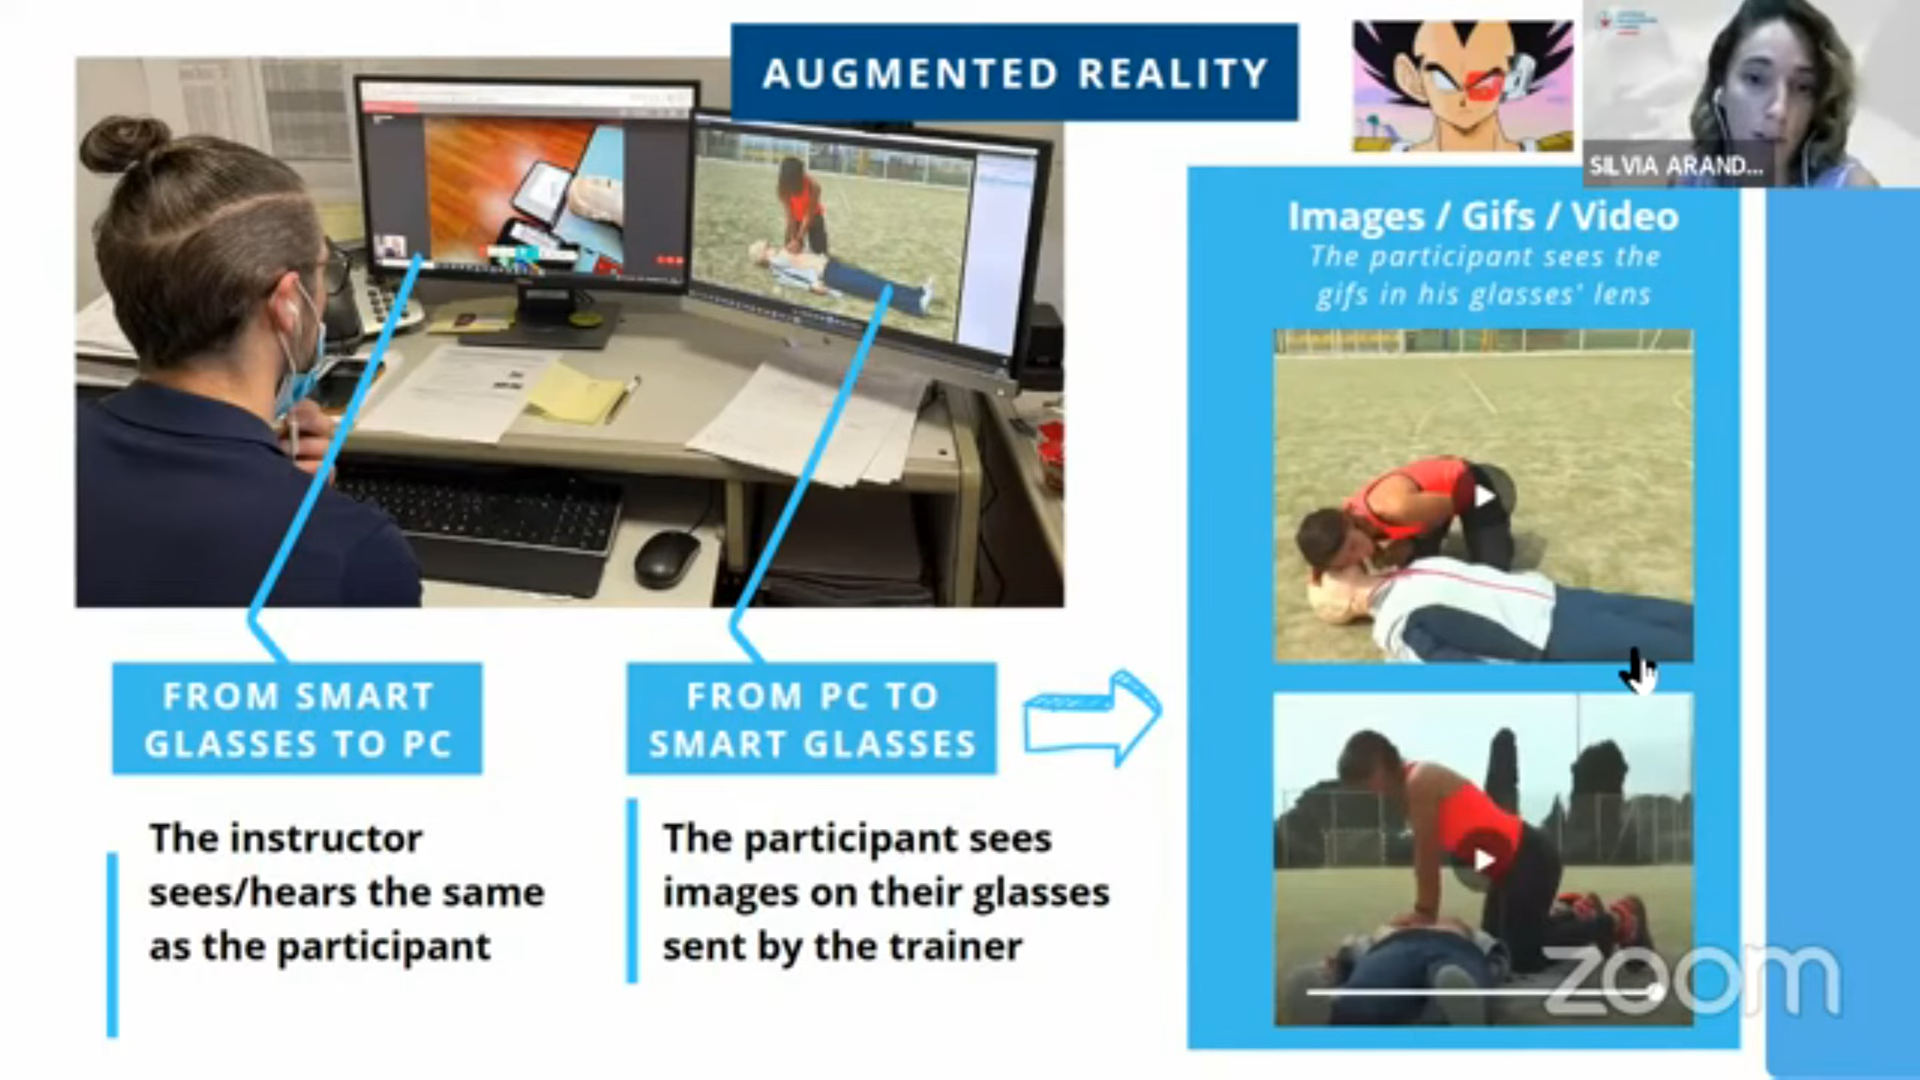 AUGMENTED REALITY
SILVIA ARAND...
Images / Gifs / Video
The participant sees the
gifs in his glasses' lens
FROM SMART
GLASSES TO PC
FROM PC TO
SMART GLASSES
The instructor
sees/hears the same
as the participant
The participant sees
images on their glasses
sent by the trainer
zoom